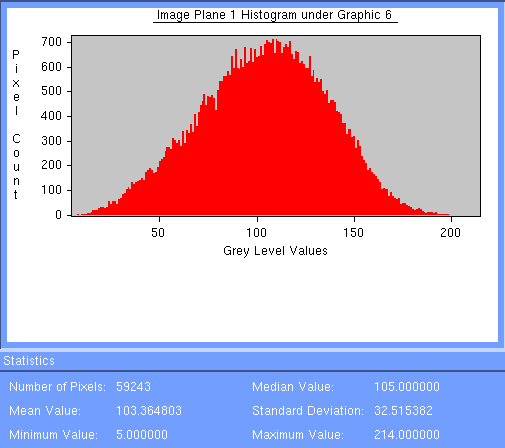 Image Plane 1 Histogram under Graphic 6
Pixel Count
700
600
500
400
300
200
100
0
50 100 150 200
Grey Level Values
Statistics
Number of Pixels: 59243 Median Value: 105.000000
Mean Value: 103.364803 Standard Deviation: 32.515382
Minimum Value: 5.000000 Maximum Value: 214.000000